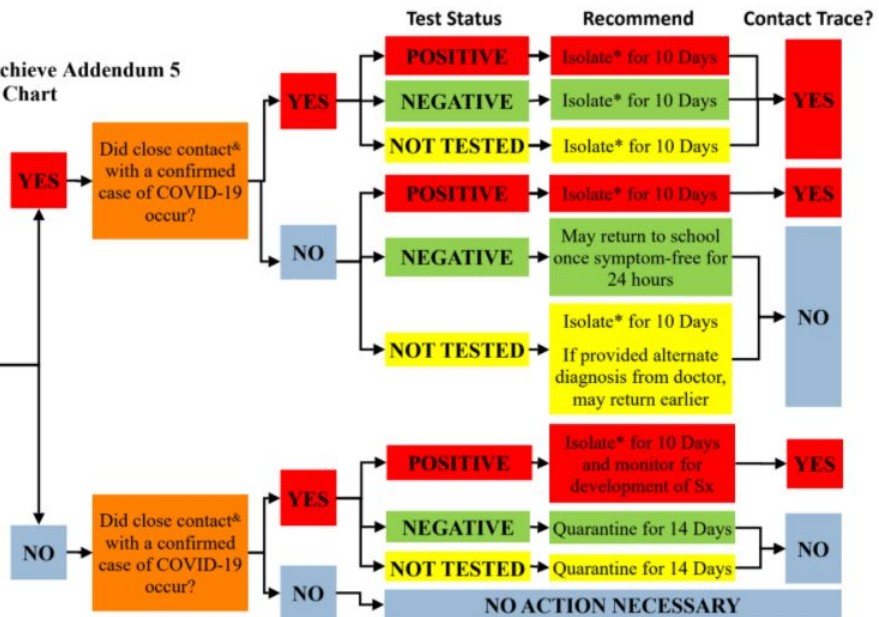 Test Status Recommend Contact Trace?
chieve Addendum 5
Chart
YES
Did close contact&
with a confirmed
case of COVID-19
occur?
YES
POSITIVE
Isolate* for 10 Days
NEGATIVE
Isolate* for 10 Days
NOT TESTED
Isolate* for 10 Days
YES
NO
POSITIVE
Isolate* for 10 Days
YES
NEGATIVE
May return to school
once symptom-free for
24 hours
NOT TESTED
Isolate* for 10 Days
If provided alternate
diagnosis from doctor,
may return earlier
NO
NO
Did close contact&
with a confirmed
case of COVID-19
occur?
YES
POSITIVE
Isolate* for 10 Days
and monitor for
development of Sx
YES
NEGATIVE
Quarantine for 14 Days
NOT TESTED
Quarantine for 14 Days
NO
NO
NO ACTION NECESSARY